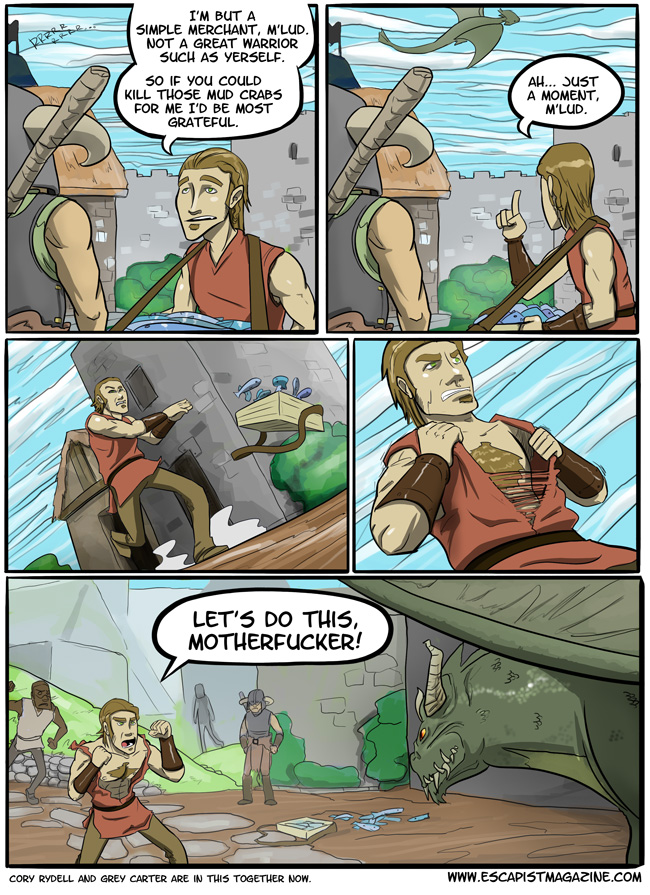 RRRRR
RRRR...
I'M BUT A
SIMPLE MERCHANT, M'LUD.
NOT A GREAT WARRIOR
SUCH AS YERSELF.
SO IF YOU COULD
KILL THOSE MUD CRABS
FOR ME I'D BE MOST
GRATEFUL.
AH... JUST
A MOMENT,
M'LUD.
LET'S DO THIS,
MOTHERFUCKER!
CORY RYDELL AND GREY CARTER ARE IN THIS TOGETHER NOW.
WWW.ESCAPISTMAGAZINE.COM